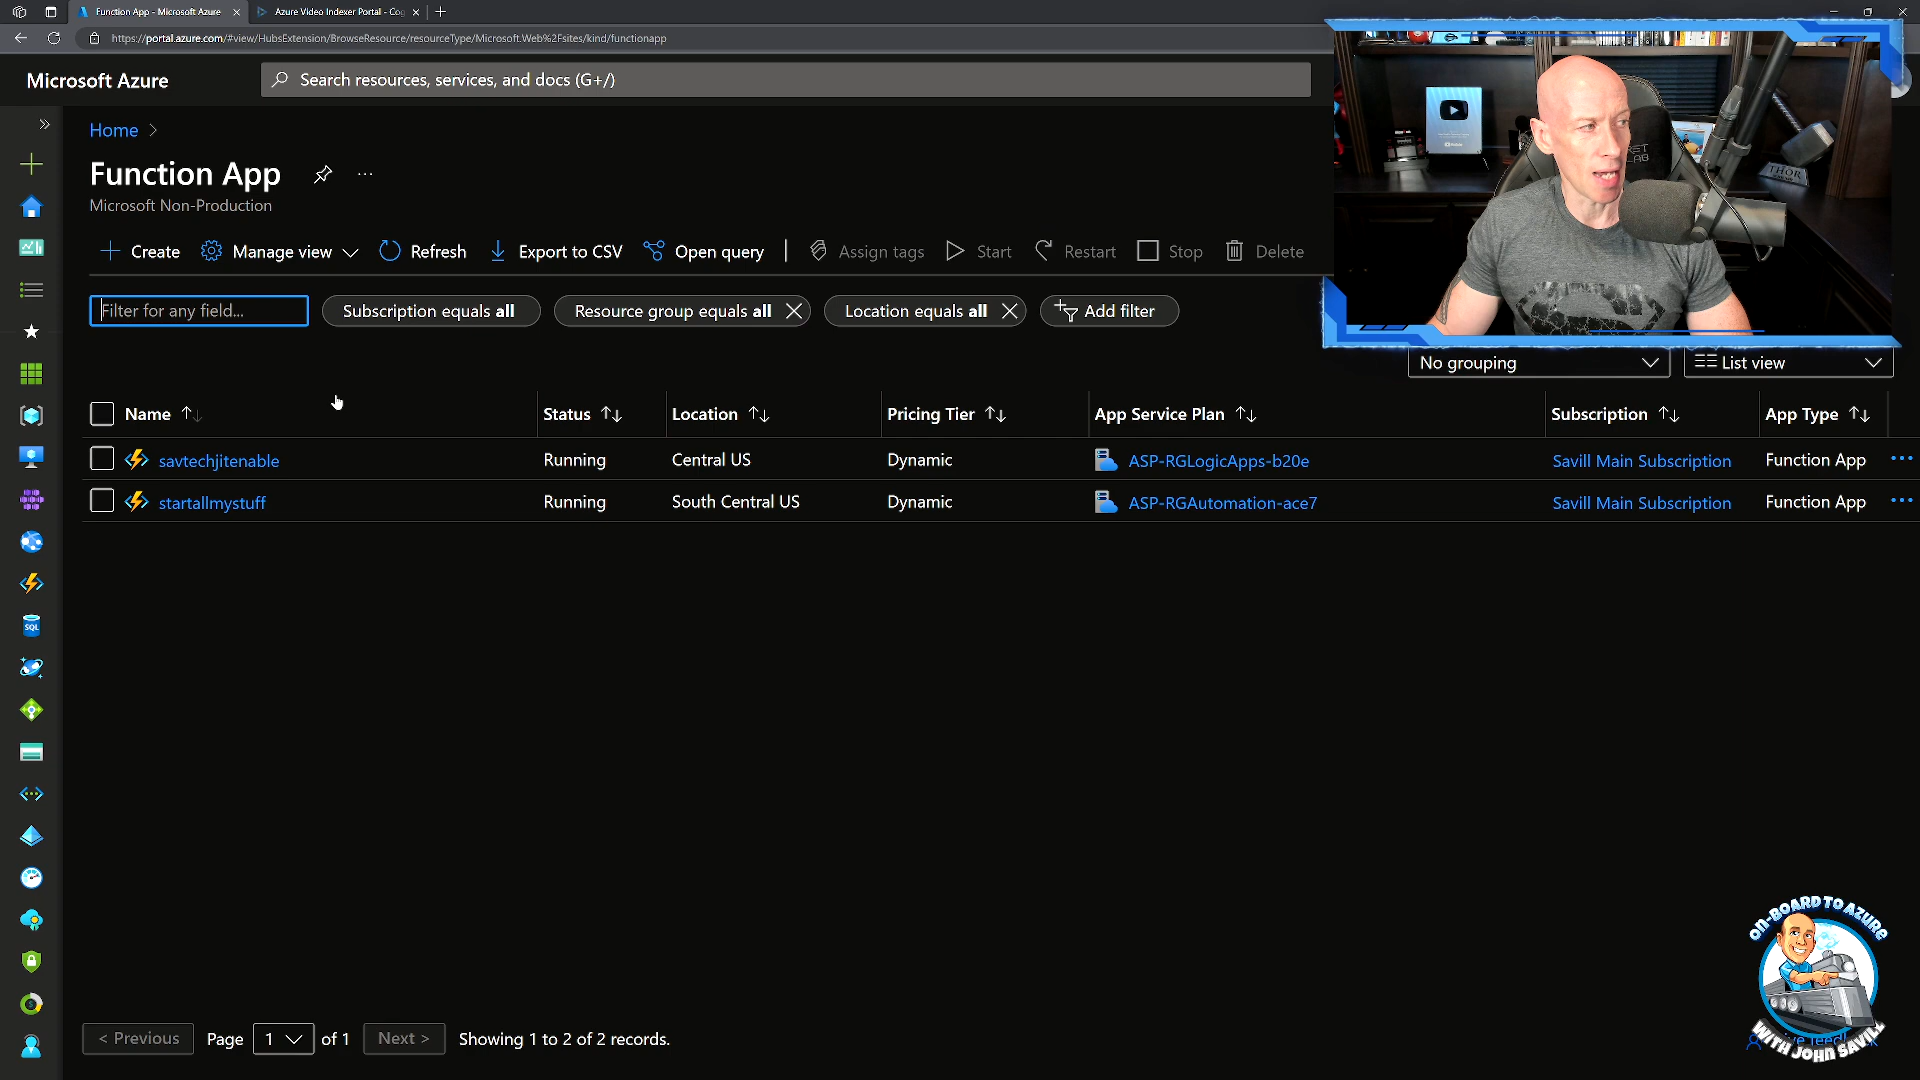 Function App - Microsoft Azure
Azure Video Indexer Portal - Cog
https://portal.azure.com/#view/HubsExtension/BrowseResource/resourceType/Microsoft.Web%2Fsites/kind/functionapp
Microsoft Azure
Search resources, services, and docs (G+/)
Home
Function App
Microsoft Non-Production
Create
Manage view
Refresh
Export to CSV
Open query
Assign tags
Start
Restart
Stop
Delete
Filter for any field...
Subscription equals all
Resource group equals all
Location equals all
Add filter
No grouping
List view
Name
Status
Location
Pricing Tier
App Service Plan
Subscription
App Type
savtechjitenable
Running
Central US
Dynamic
ASP-RGLogicApps-b20e
Savill Main Subscription
Function App
startallmystuff
Running
South Central US
Dynamic
ASP-RGAutomation-ace7
Savill Main Subscription
Function App
SQL
THOR
< Previous
Page
1
of 1
Next >
Showing 1 to 2 of 2 records.
ON-BOARD TO AZURE
WITH JOHN SAVILL